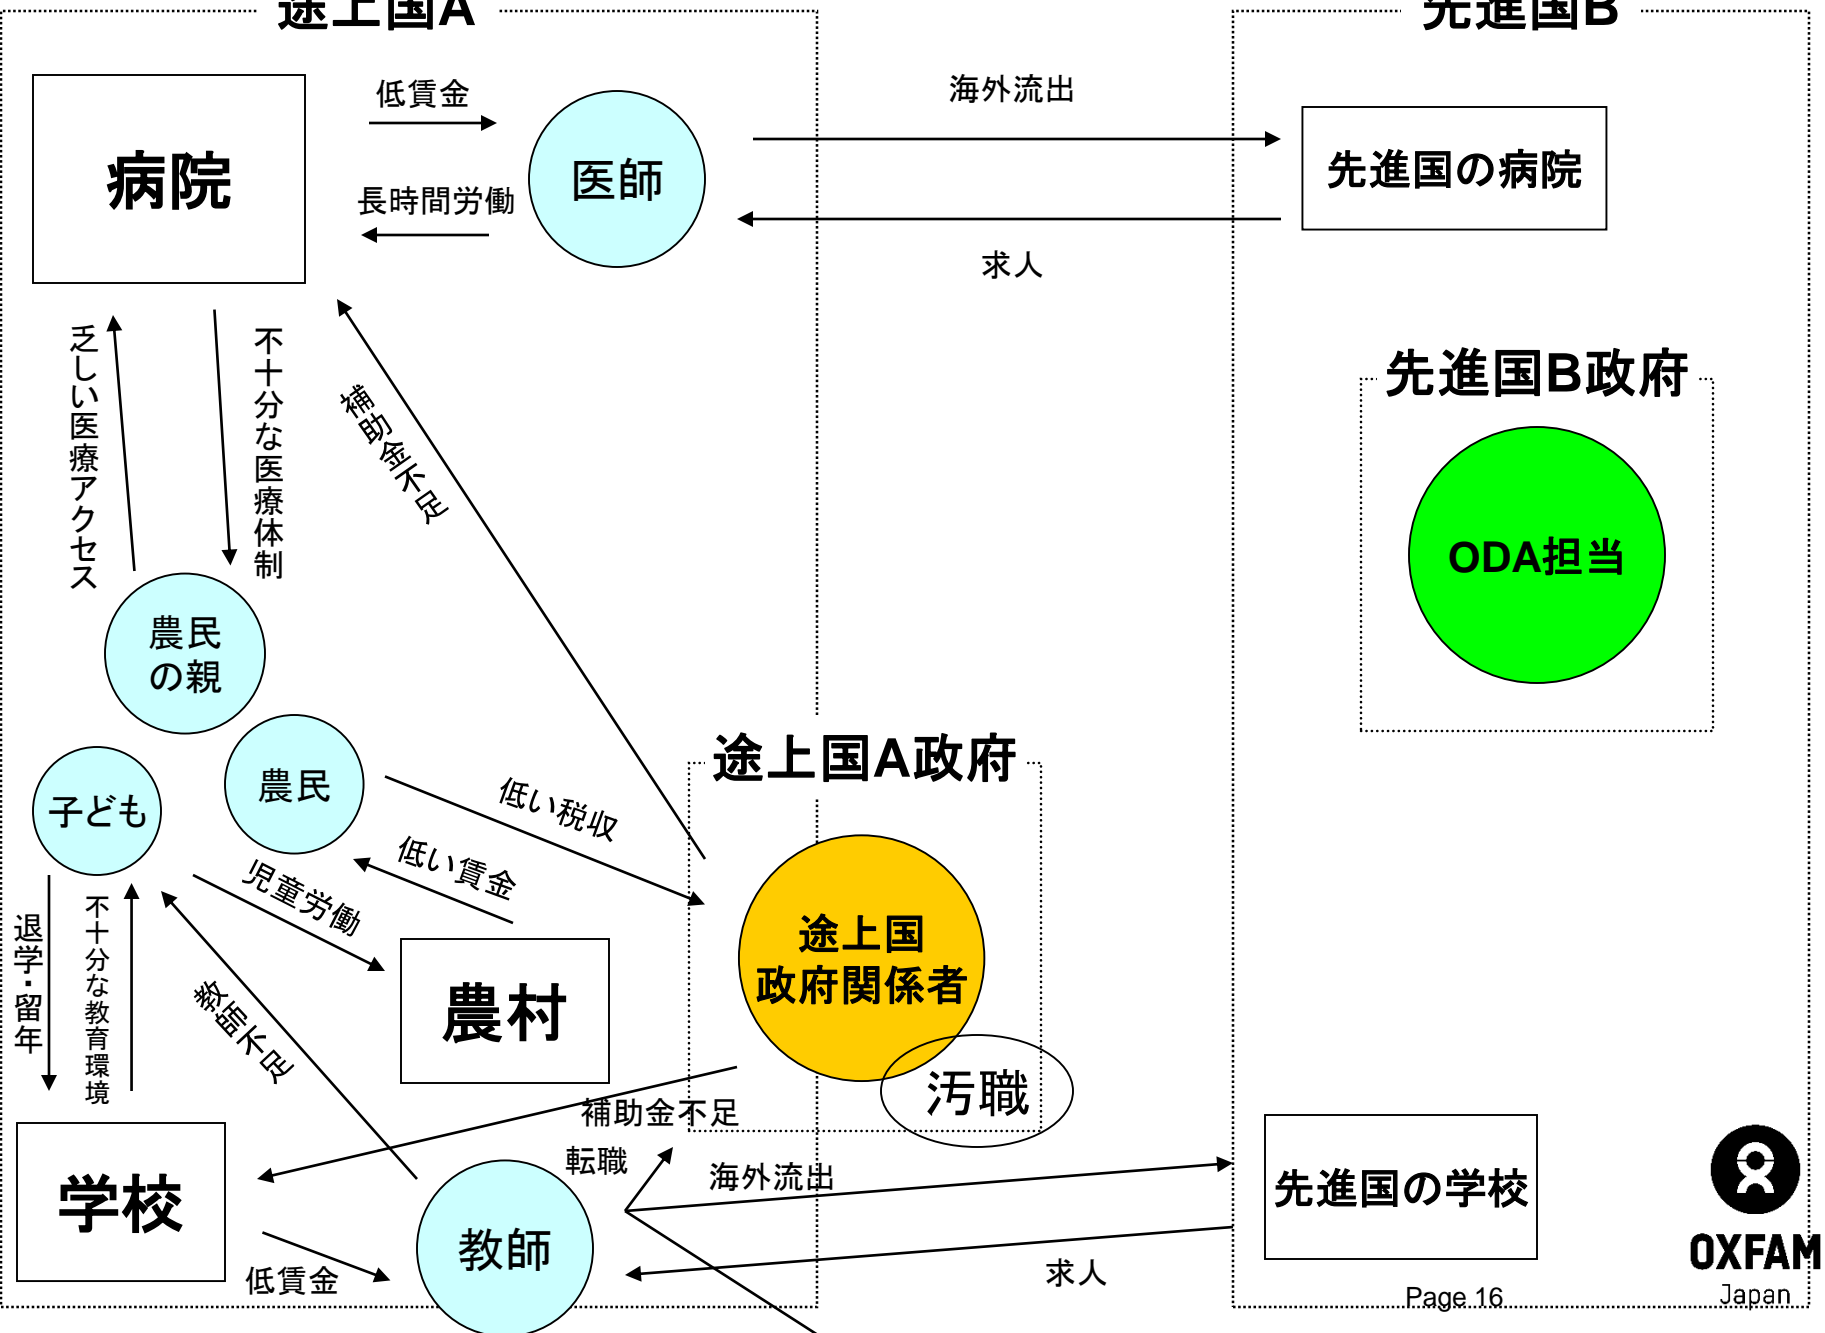 途上国A
先進国B
病院
低賃金
長時間労働
医師
海外流出
求人
先進国の病院
乏しい医療アクセス
不十分な医療体制
補助金不足
先進国B政府
ODA担当
農民
の親
農民
子ども
低い税収
低い賃金
児童労働
途上国A政府
途上国
政府関係者
汚職
農村
退学・留年
不十分な教育環境
教師不足
補助金不足
転職
海外流出
学校
低賃金
教師
求人
先進国の学校
OXFAM
Japan
Page 16